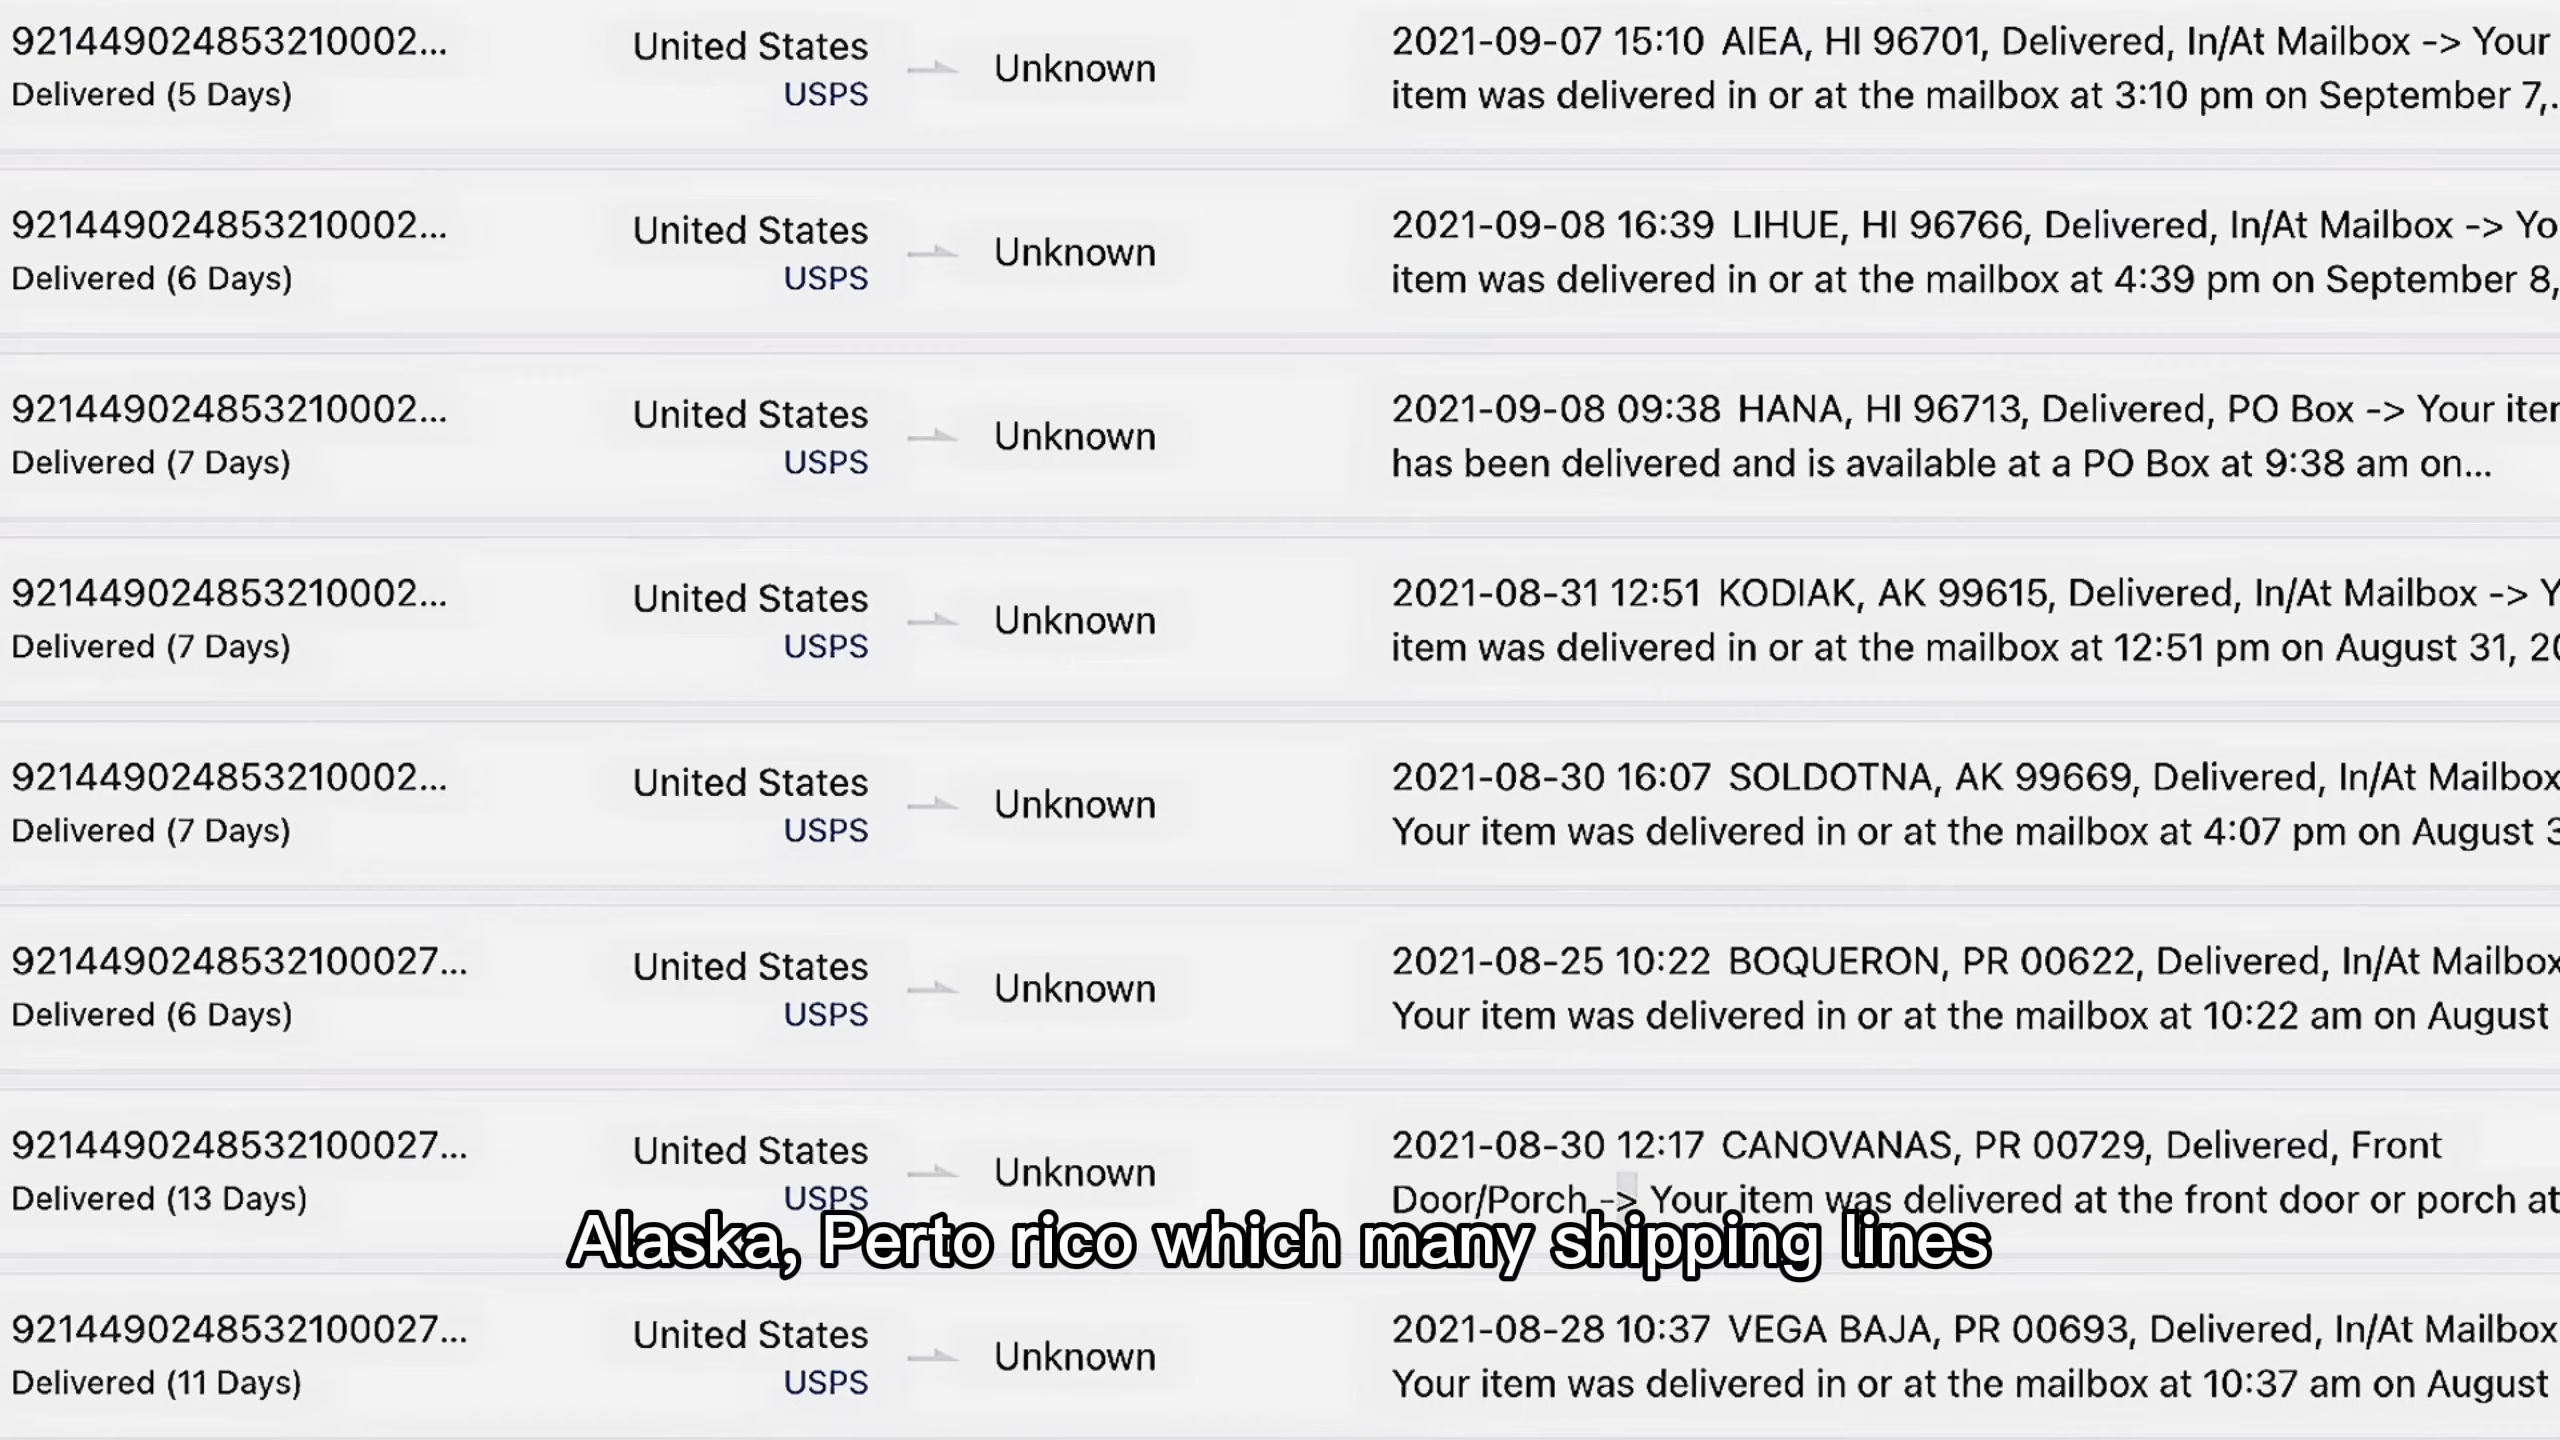 921449024853210002...
Delivered (5 Days)
United States
USPS
Unknown
2021-09-07 15:10 AIEA, HI 96701, Delivered, In/At Mailbox -> Your
item was delivered in or at the mailbox at 3:10 pm on September 7,..
921449024853210002...
Delivered (6 Days)
United States
USPS
Unknown
2021-09-08 16:39 LIHUE, HI 96766, Delivered, In/At Mailbox -> Yo
item was delivered in or at the mailbox at 4:39 pm on September 8,
921449024853210002...
Delivered (7 Days)
United States
USPS
Unknown
2021-09-08 09:38 HANA, HI 96713, Delivered, PO Box -> Your iter
has been delivered and is available at a PO Box at 9:38 am on...
921449024853210002...
Delivered (7 Days)
United States
USPS
Unknown
2021-08-31 12:51 KODIAK, AK 99615, Delivered, In/At Mailbox -> Y
item was delivered in or at the mailbox at 12:51 pm on August 31, 20
921449024853210002...
Delivered (7 Days)
United States
USPS
Unknown
2021-08-30 16:07 SOLDOTNA, AK 99669, Delivered, In/At Mailbox
Your item was delivered in or at the mailbox at 4:07 pm on August 3
9214490248532100027...
Delivered (6 Days)
United States
USPS
Unknown
2021-08-25 10:22 BOQUERON, PR 00622, Delivered, In/At Mailbox
Your item was delivered in or at the mailbox at 10:22 am on August
9214490248532100027...
Delivered (13 Days)
United States
USPS
Unknown
2021-08-30 12:17 CANOVANAS, PR 00729, Delivered, Front
Door/Porch -> Your item was delivered at the front door or porch at
Alaska, Perto rico which many shipping lines
9214490248532100027...
Delivered (11 Days)
United States
USPS
Unknown
2021-08-28 10:37 VEGA BAJA, PR 00693, Delivered, In/At Mailbox
Your item was delivered in or at the mailbox at 10:37 am on August